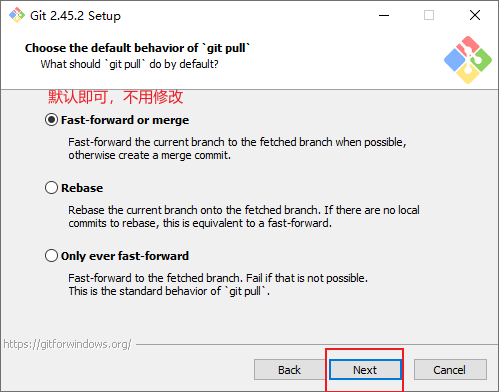 Git 2.45.2 Setup
Choose the default behavior of `git pull`
What should `git pull` do by default?
默认即可，不用修改
Fast-forward or merge
Fast-forward the current branch to the fetched branch when possible,
otherwise create a merge commit.
Rebase
Rebase the current branch onto the fetched branch. If there are no local
commits to rebase, this is equivalent to a fast-forward.
Only ever fast-forward
Fast-forward to the fetched branch. Fail if that is not possible.
This is the standard behavior of `git pull`.
https://gitforwindows.org/
Back Next Cancel